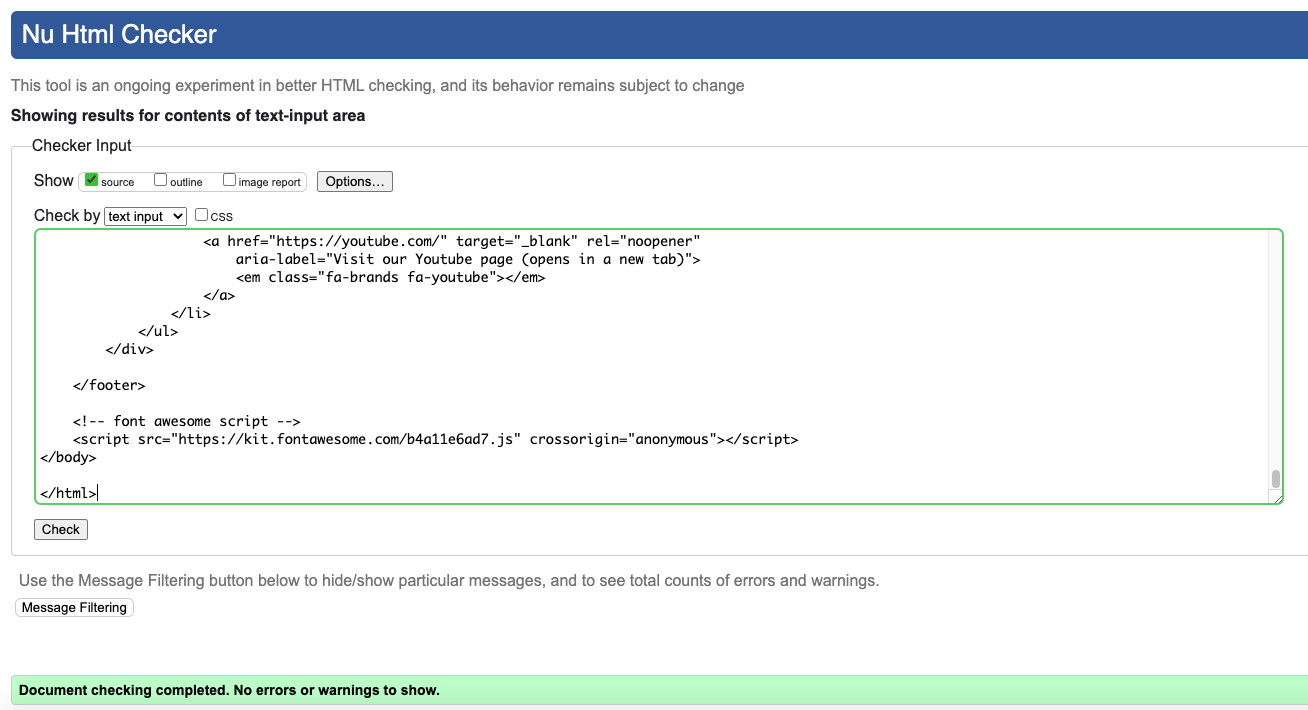 Nu Html Checker
This tool is an ongoing experiment in better HTML checking, and its behavior remains subject to change
Showing results for contents of text-input area
Checker Input
Show source outline image report Options...
Check by text input css
<a href="https://youtube.com/" target="_blank" rel="noopener"
aria-label="Visit our Youtube page (opens in a new tab)">
<em class="fa-brands fa-youtube"></em>
</a>
</li>
</ul>
</div>
</footer>
<!-- font awesome script -->
<script src="https://kit.fontawesome.com/b4a11e6ad7.js" crossorigin="anonymous"></script>
</body>
</html>
Check
Use the Message Filtering button below to hide/show particular messages, and to see total counts of errors and warnings.
Message Filtering
Document checking completed. No errors or warnings to show.